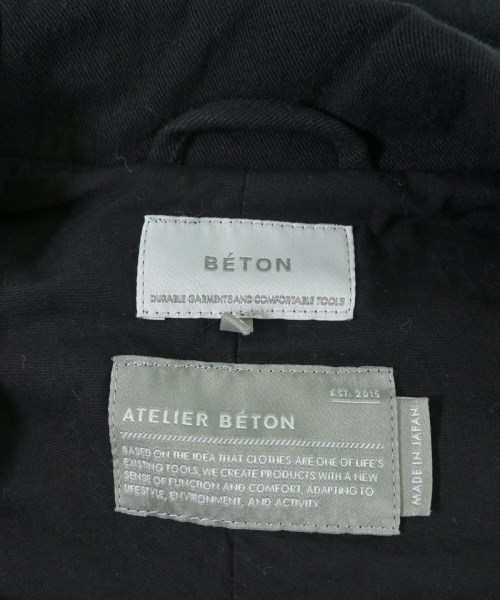 BÉTON
DURABLE GARMENTS AND COMFORTABLE TOOLS
EST. 2015
ATELIER BÉTON
BASED ON THE IDEA THAT CLOTHES ARE ONE OF LIFE'S
EXISTING TOOLS, WE CREATE PRODUCTS WITH A NEW
SENSE OF FUNCTION AND COMFORT, ADAPTING TO
LIFESTYLE, ENVIRONMENT, AND ACTIVITY.
MADE IN JAPAN